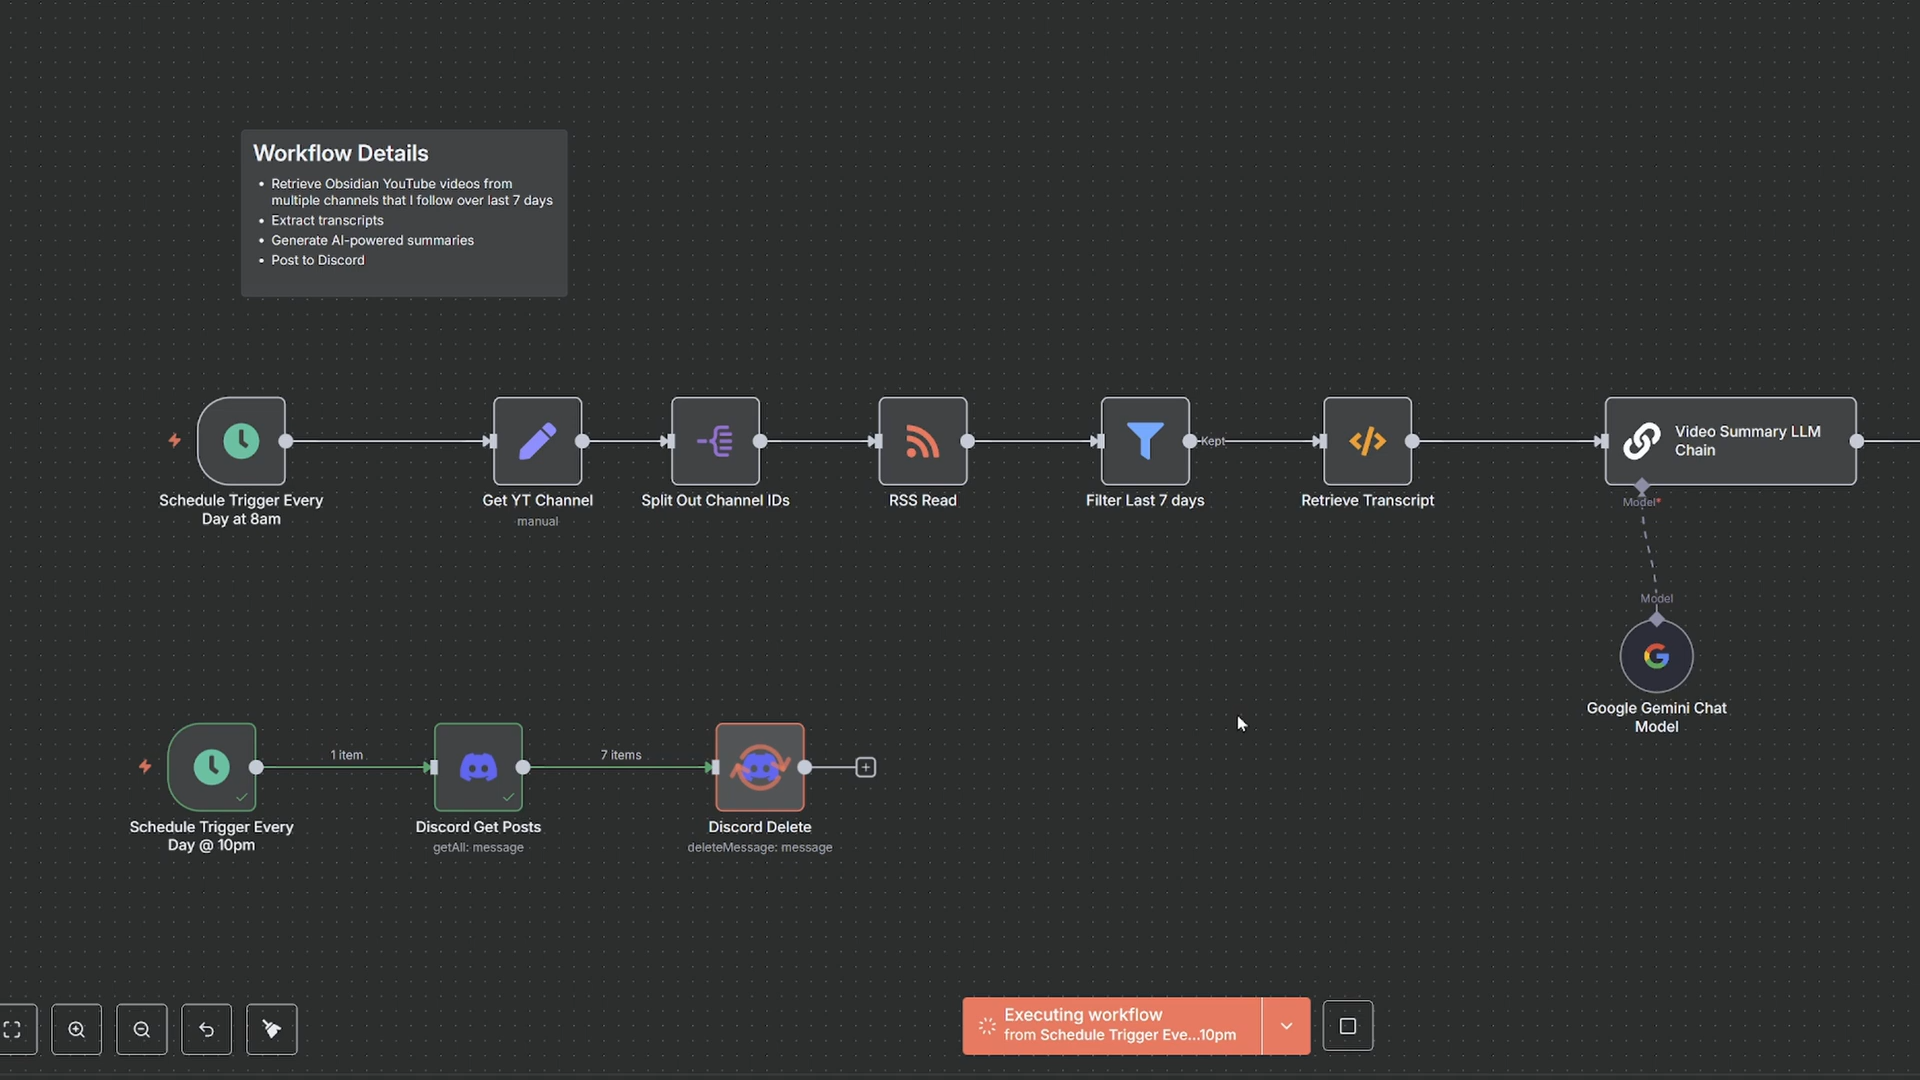 Workflow Details
• Retrieve Obsidian YouTube videos from
multiple channels that I follow over last 7 days
• Extract transcripts
• Generate AI-powered summaries
• Post to Discord
Kept
Video Summary LLM
Chain
Schedule Trigger Every
Day at 8am
Get YT Channel
manual
Split Out Channel IDs
RSS Read
Filter Last 7 days
Retrieve Transcript
Model*
Model
Google Gemini Chat
Model
1 item
7 items
Schedule Trigger Every
Day @ 10pm
Discord Get Posts
getAll: message
Discord Delete
deleteMessage: message
Executing workflow
from Schedule Trigger Eve...10pm